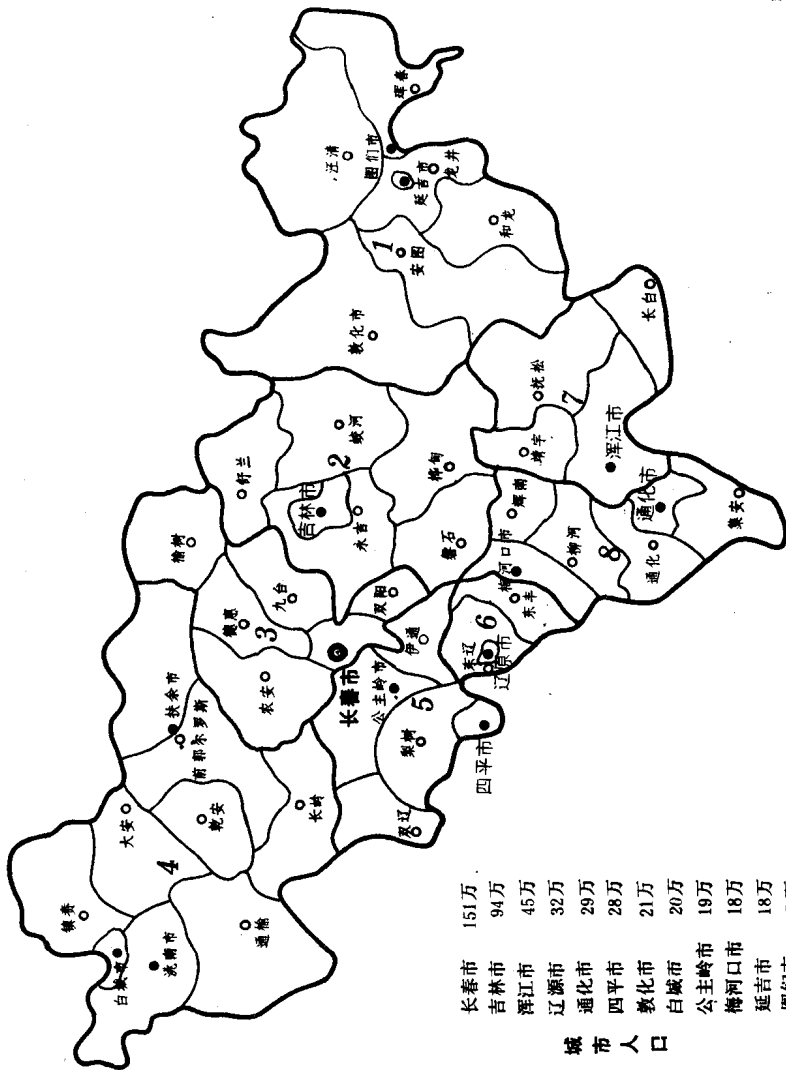 镇赉
白城市
洮南市
大安
4
通榆
乾安
扶余市
前郭尔罗斯
长岭
榆树
德惠
3
农安
九台
长春市
双阳
舒兰
2
蛟河
吉林市
永吉
桦甸
磐石
敦化市
1
安图
汪清
图们市
延吉市
龙井
珲春
和龙
双辽
梨树
5
公主岭市
伊通
四平市
6
东辽
辽源市
东丰
梅河口市
辉南
柳河
8
通化
通化市
集安
抚松
7
靖宇
浑江市
长白
城市人口
长春市 151万
吉林市 94万
浑江市 45万
辽源市 32万
通化市 29万
四平市 28万
敦化市 21万
白城市 20万
公主岭市 19万
梅河口市 18万
延吉市 18万